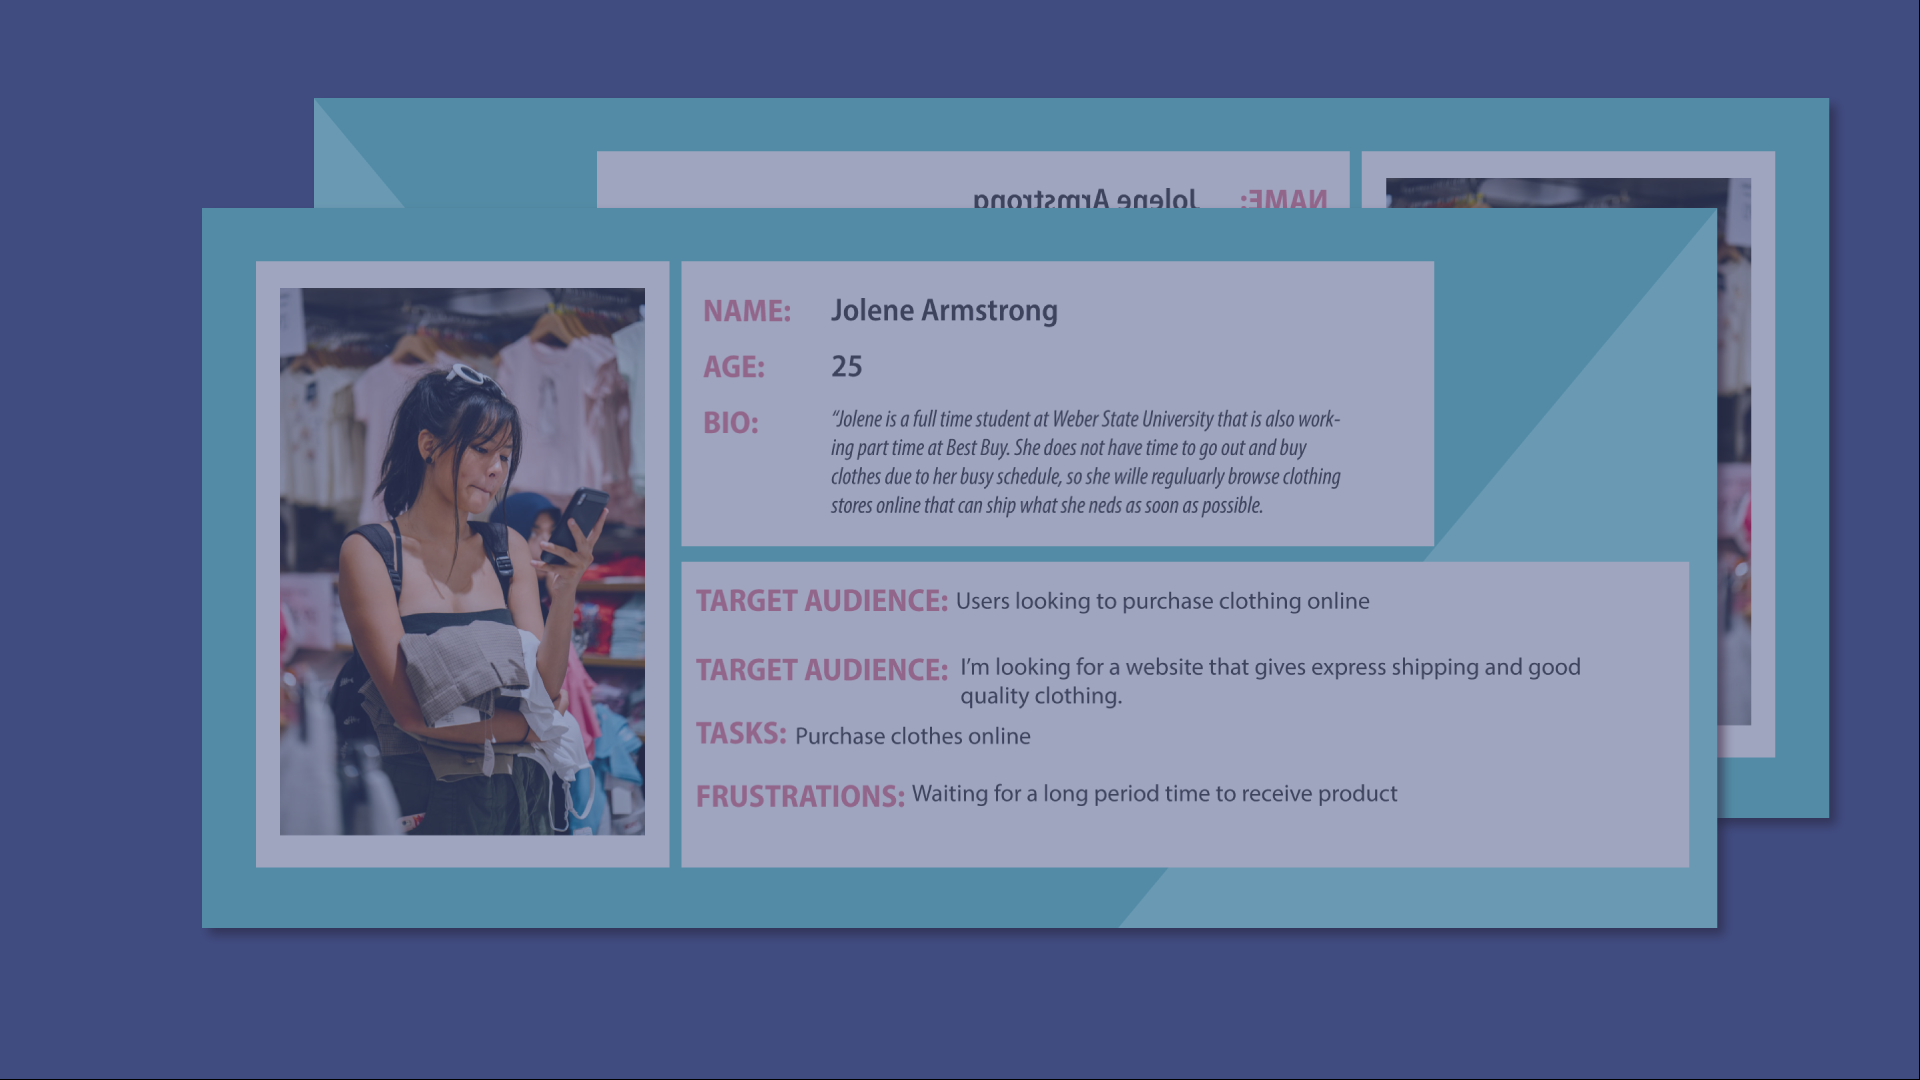 NAME: Jolene Armstrong
NAME: Jolene Armstrong
AGE: 25
BIO: “Jolene is a full time student at Weber State University that is also work-
ing part time at Best Buy. She does not have time to go out and buy
clothes due to her busy schedule, so she wille reguluarly browse clothing
stores online that can ship what she neds as soon as possible.
TARGET AUDIENCE: Users looking to purchase clothing online
TARGET AUDIENCE: I’m looking for a website that gives express shipping and good
quality clothing.
TASKS: Purchase clothes online
FRUSTRATIONS: Waiting for a long period time to receive product